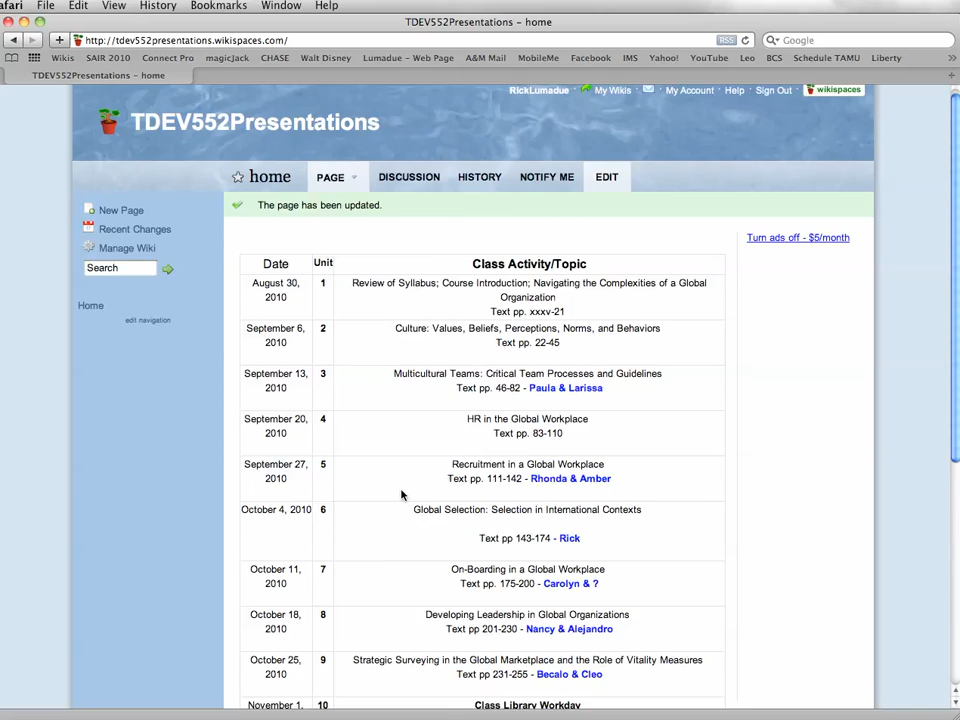 afari File Edit View History Bookmarks Window Help
TDEV552Presentations - home
http://tdev552presentations.wikispaces.com/ RSS Google
Wikis SAIR 2010 Connect Pro magicJack CHASE Walt Disney Lumadue - Web Page A&M Mail MobileMe Facebook IMS Yahoo! YouTube Leo BCS Schedule TAMU Liberty
TDEV552Presentations - home
RickLumadue · My Wikis · My Account · Help · Sign Out · wikispaces
TDEV552Presentations
home PAGE DISCUSSION HISTORY NOTIFY ME EDIT
New Page
Recent Changes
Manage Wiki
Search
Home
edit navigation
The page has been updated.
Turn ads off - $5/month
Date Unit Class Activity/Topic
August 30, 1 Review of Syllabus; Course Introduction; Navigating the Complexities of a Global
2010 Organization
Text pp. xxxv-21
September 6, 2 Culture: Values, Beliefs, Perceptions, Norms, and Behaviors
2010 Text pp. 22-45
September 13, 3 Multicultural Teams: Critical Team Processes and Guidelines
2010 Text pp. 46-82 - Paula & Larissa
September 20, 4 HR in the Global Workplace
2010 Text pp. 83-110
September 27, 5 Recruitment in a Global Workplace
2010 Text pp. 111-142 - Rhonda & Amber
October 4, 2010 6 Global Selection: Selection in International Contexts
Text pp 143-174 - Rick
October 11, 7 On-Boarding in a Global Workplace
2010 Text pp. 175-200 - Carolyn & ?
October 18, 8 Developing Leadership in Global Organizations
2010 Text pp 201-230 - Nancy & Alejandro
October 25, 9 Strategic Surveying in the Global Marketplace and the Role of Vitality Measures
2010 Text pp 231-255 - Becalo & Cleo
November 1, 10 Class Library Workday